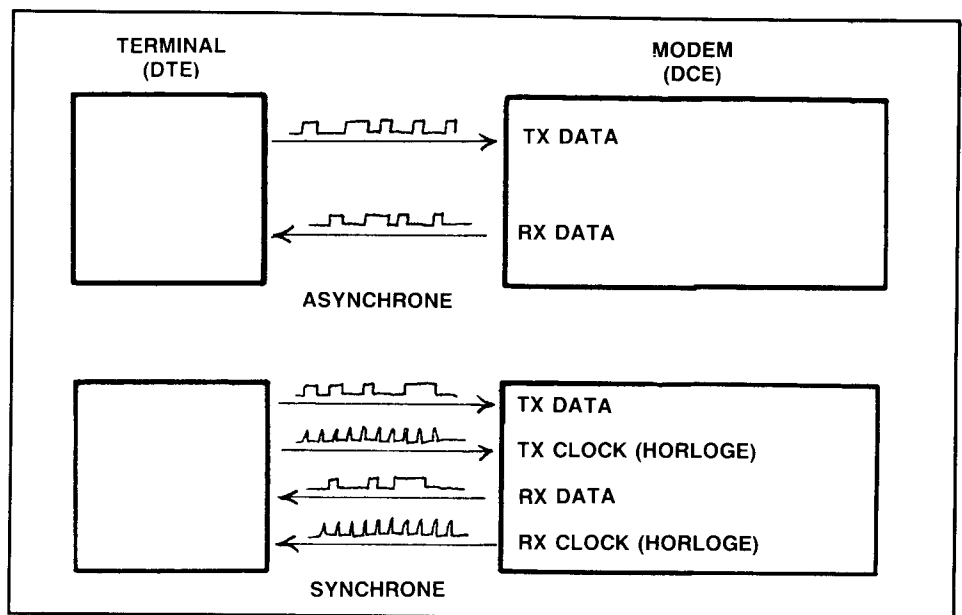 TERMINAL
(DTE)
MODEM
(DCE)
TX DATA
RX DATA
ASYNCHRONE
TX DATA
TX CLOCK (HORLOGE)
RX DATA
RX CLOCK (HORLOGE)
SYNCHRONE